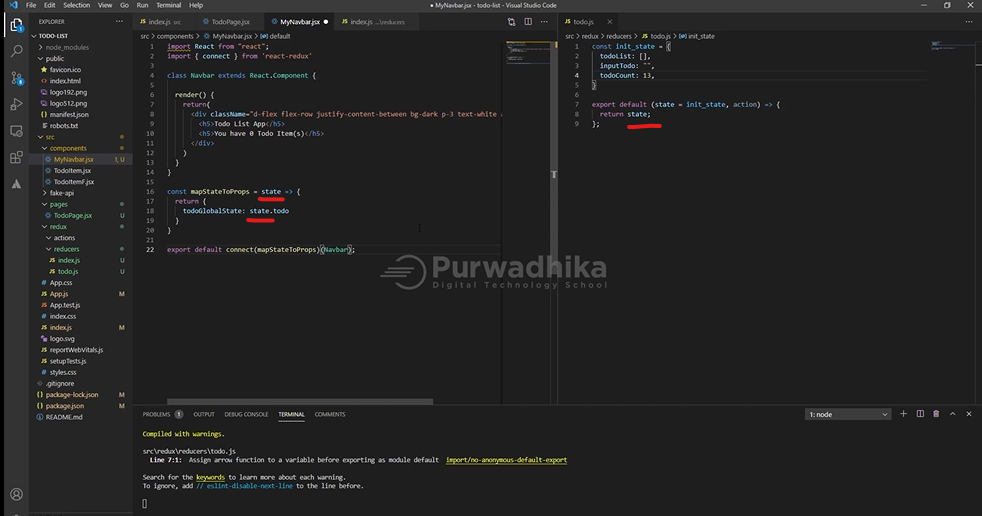 File Edit Selection View Go Run Terminal Help
● MyNavbar.jsx - todo-list - Visual Studio Code
EXPLORER ···
TODO-LIST
node_modules
public
favicon.ico
index.html
logo192.png
logo512.png
manifest.json
robots.txt
src
components
MyNavbar.jsx 1, U
TodoItem.jsx
TodoItemF.jsx
fake-api
pages
TodoPage.jsx U
redux
actions
reducers
index.js U
todo.js U
App.css
App.js M
App.test.js
index.css
index.js M
logo.svg
reportWebVitals.js
setupTests.js
styles.css
.gitignore
package-lock.json M
package.json M
README.md
JS index.js src TodoPage.jsx MyNavbar.jsx ● JS index.js ...\reducers
src > components > MyNavbar.jsx > default
1 import React from "react";
2 import { connect } from 'react-redux'
3
4 class Navbar extends React.Component {
5
6 render() {
7 return(
8 <div className="d-flex flex-row justify-content-between bg-dark p-3 text-white
9 <h5>Todo List App</h5>
10 <h5>You have 0 Todo Item(s)</h5>
11 </div>
12 )
13 }
14 }
15
16 const mapStateToProps = state => {
17 return {
18 todoGlobalState: state.todo
19 }
20 }
21
22 export default connect(mapStateToProps)(Navbar);
JS todo.js ×
src > redux > reducers > JS todo.js > init_state
1 const init_state = {
2 todoList: [],
3 inputTodo: "",
4 todoCount: 13,
5 }
6
7 export default (state = init_state, action) => {
8 return state;
9 };
Purwadhika
Digital Technology School
PROBLEMS 1 OUTPUT DEBUG CONSOLE TERMINAL COMMENTS
1: node
Compiled with warnings.
src\redux\reducers\todo.js
Line 7:1: Assign arrow function to a variable before exporting as module default import/no-anonymous-default-export
Search for the keywords to learn more about each warning.
To ignore, add // eslint-disable-next-line to the line before.